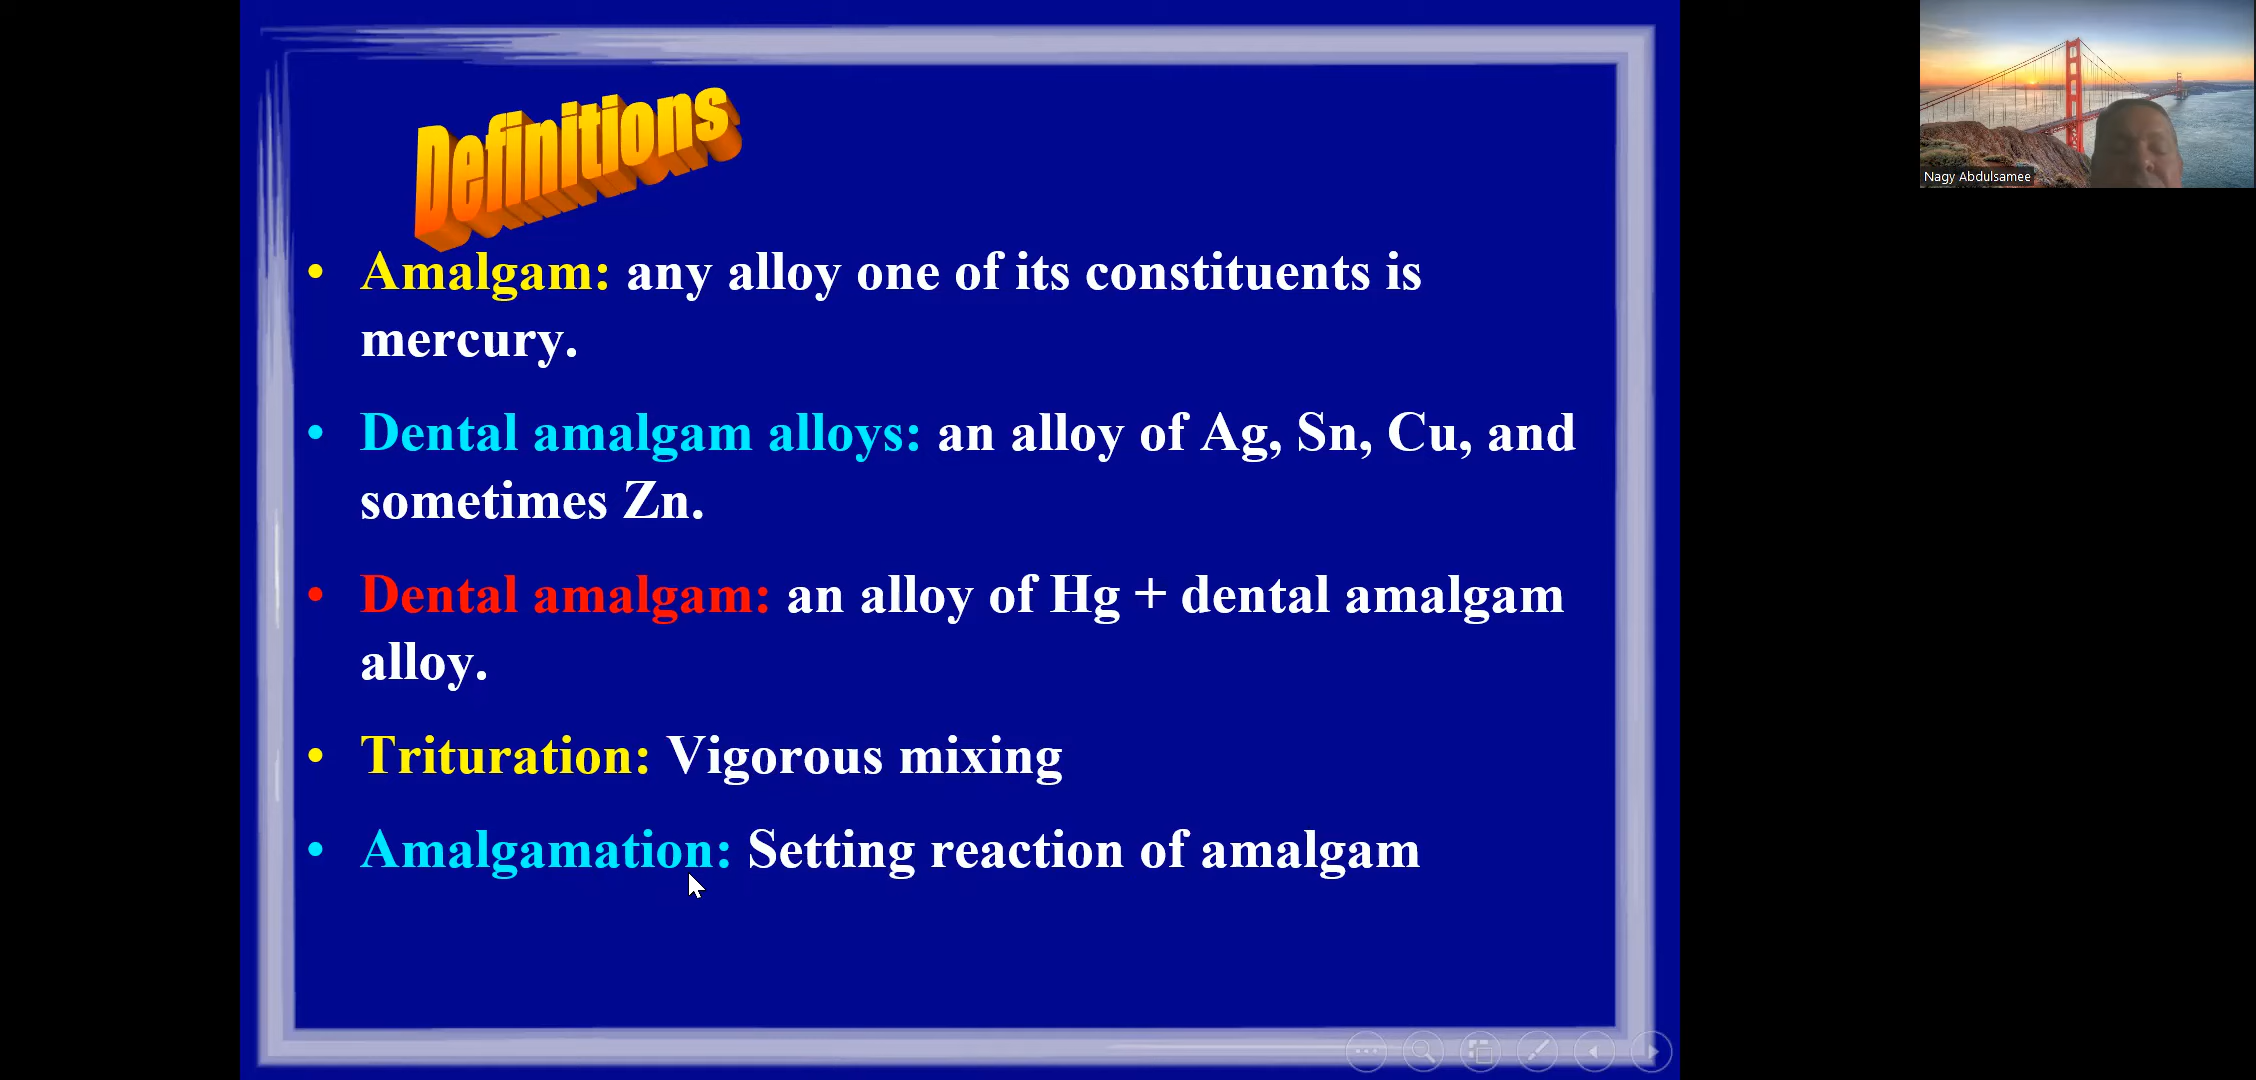 Definitions
• Amalgam: any alloy one of its constituents is
mercury.
• Dental amalgam alloys: an alloy of Ag, Sn, Cu, and
sometimes Zn.
• Dental amalgam: an alloy of Hg + dental amalgam
alloy.
• Trituration: Vigorous mixing
• Amalgamation: Setting reaction of amalgam
Nagy Abdulsamee